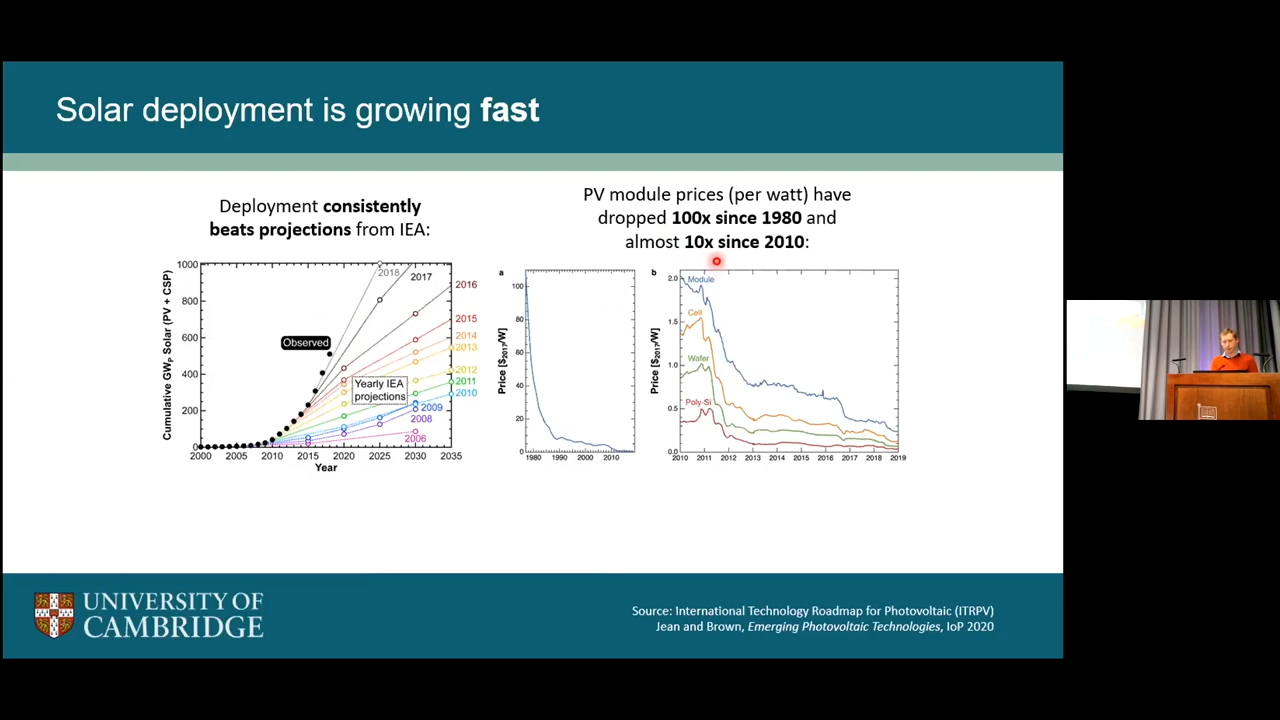 Solar deployment is growing fast
Deployment consistently
beats projections from IEA:
PV module prices (per watt) have
dropped 100x since 1980 and
almost 10x since 2010:
Cumulative GWP Solar (PV + CSP)
1000
800
600
400
200
0
2000 2005 2010 2015 2020 2025 2030 2035
Year
Observed
Yearly IEA
projections
2018
2017
2016
2015
2014
2013
2012
2011
2010
2009
2008
2006
a
Price [$2017/W]
100
80
60
40
20
0
1980 1990 2000 2010
b
Price [$2017/W]
2.0
1.5
1.0
0.5
0.0
Module
Cell
Wafer
Poly-Si
2010 2011 2012 2013 2014 2015 2016 2017 2018 2019
UNIVERSITY OF
CAMBRIDGE
Source: International Technology Roadmap for Photovoltaic (ITRPV)
Jean and Brown, Emerging Photovoltaic Technologies, IoP 2020